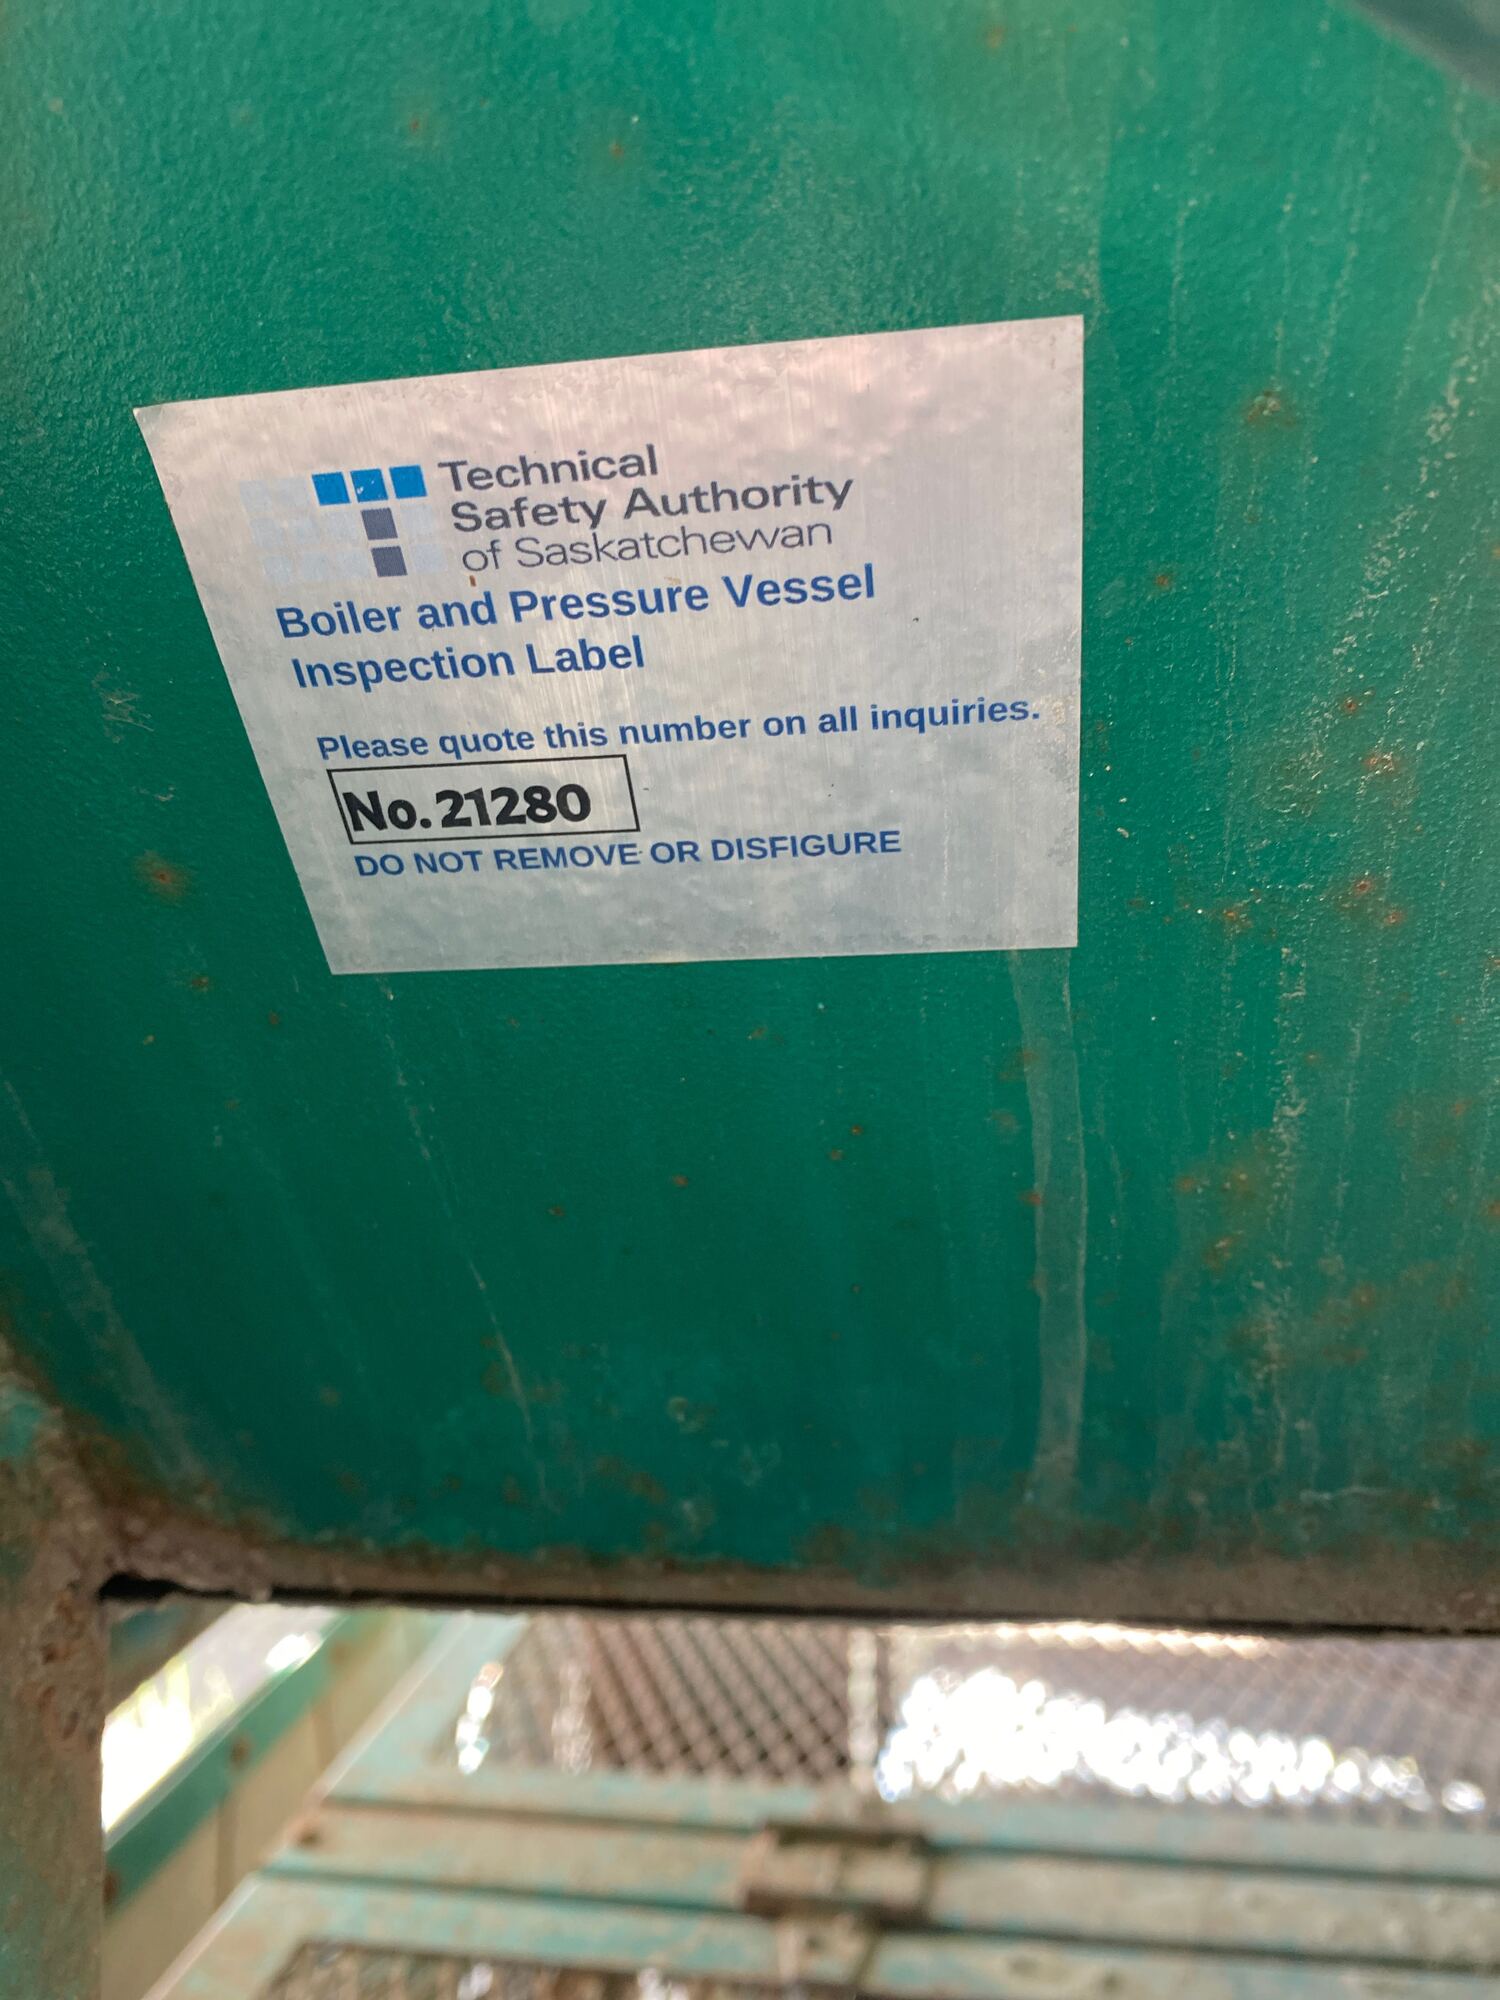 Technical
Safety Authority
of Saskatchewan
Boiler and Pressure Vessel
Inspection Label
Please quote this number on all inquiries.
No. 21280
DO NOT REMOVE OR DISFIGURE